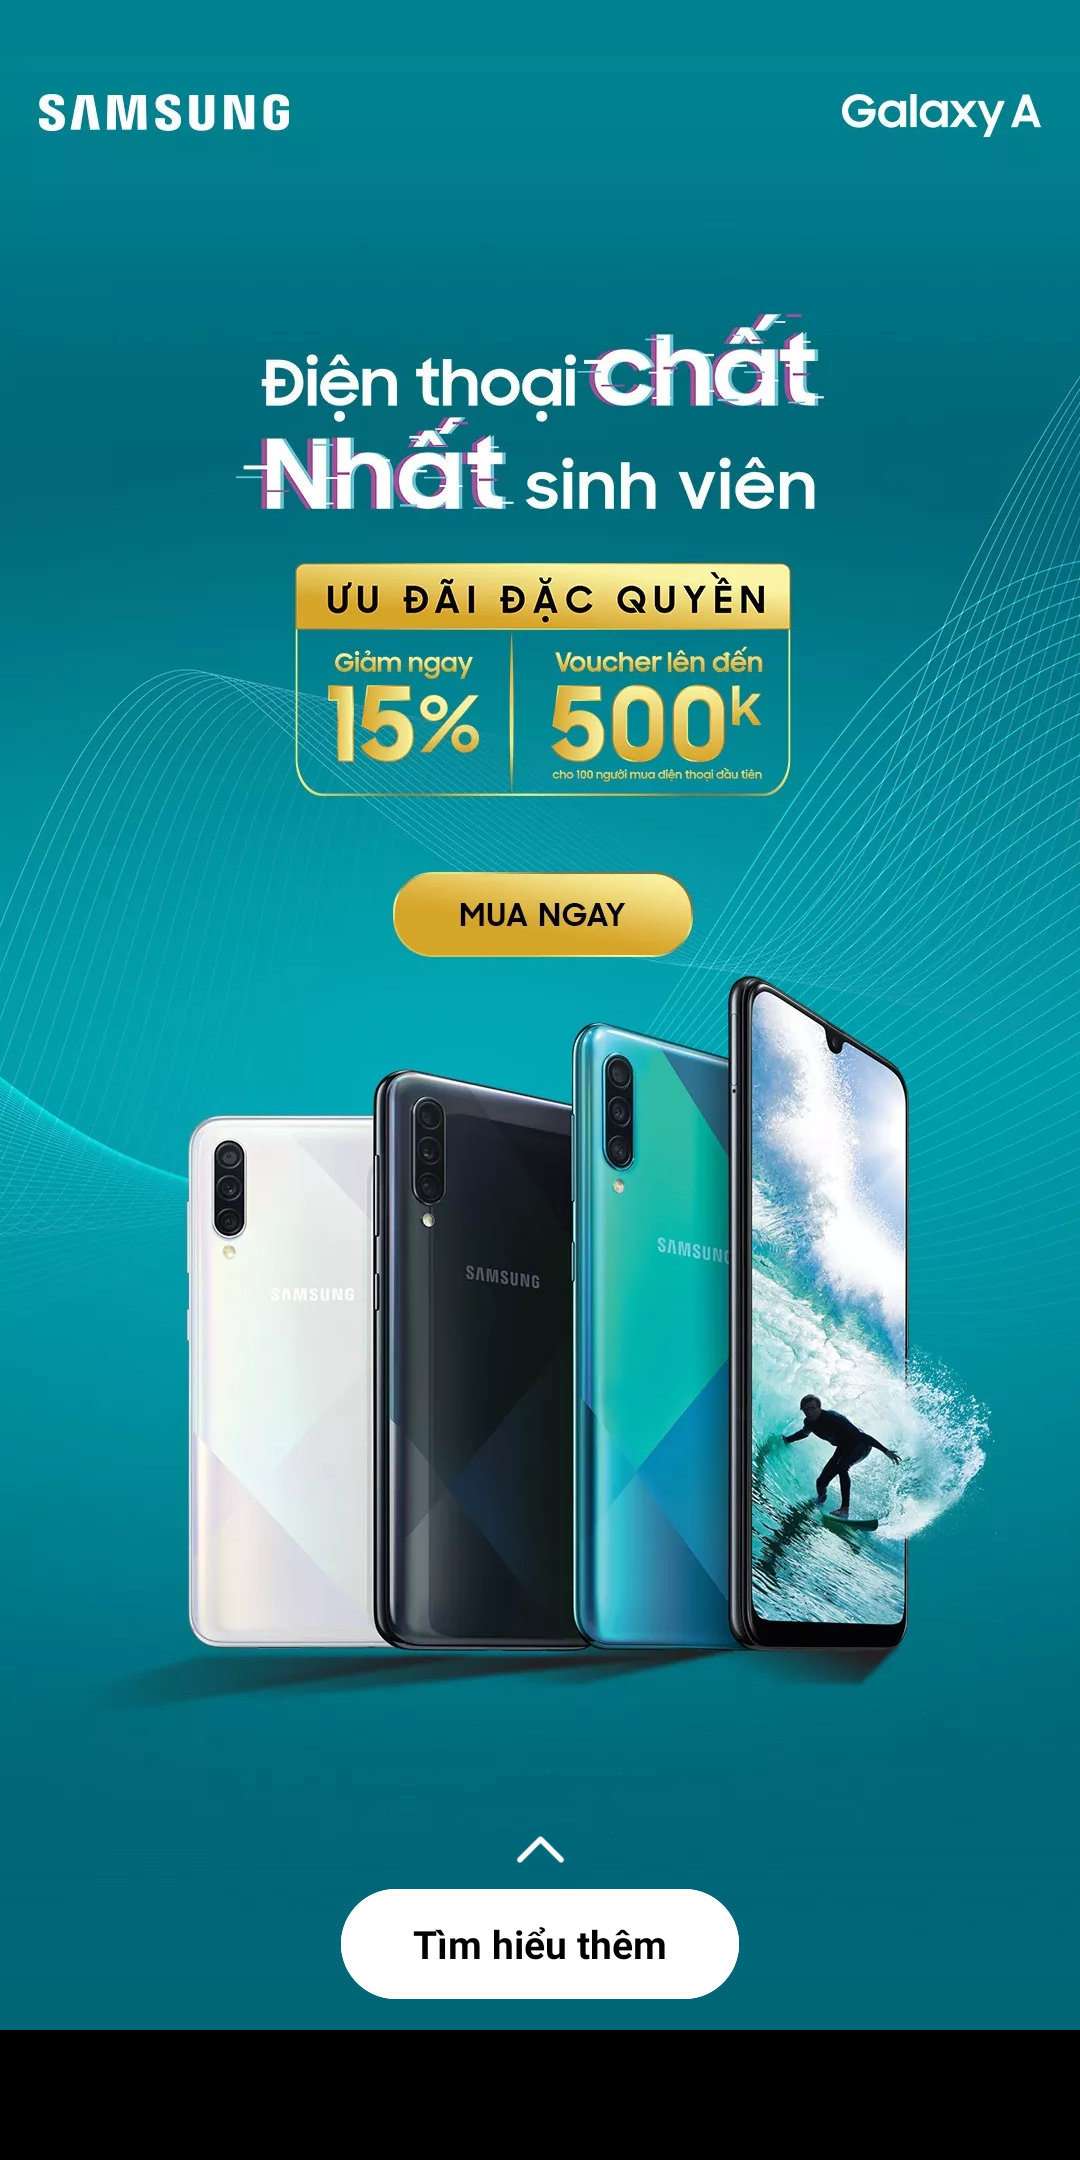 SAMSUNG
Galaxy A
Điện thoại chất
Nhất sinh viên
ƯU ĐÃI ĐẶC QUYỀN
Giảm ngay
15%
Voucher lên đến
500K
cho 100 người mua điện thoại đầu tiên
MUA NGAY
SAMSUNG
SAMSUNG
SAMSUNG
Tìm hiểu thêm